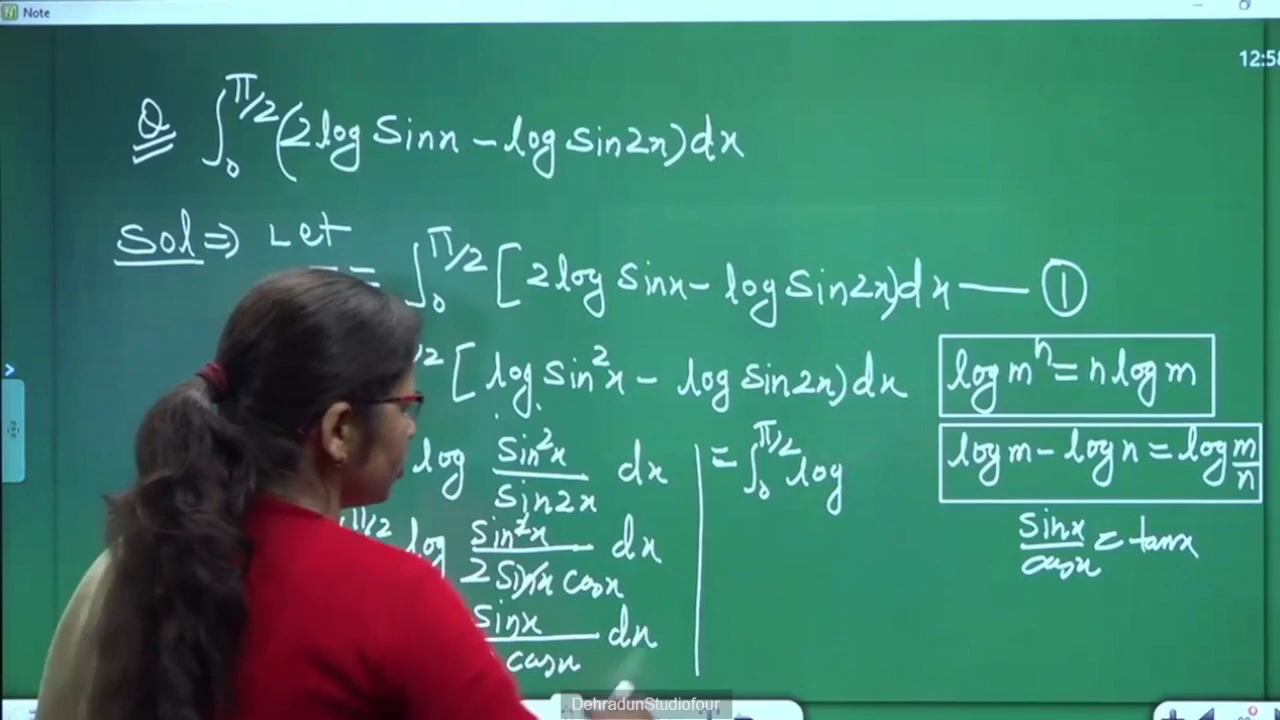 Note
12:58
Q ∫₀^π/2 (2 log sinx - log sin2x) dx
Sol ⇒ Let
= ∫₀^π/2 [2 log sinx - log sin2x) dx — ①
/2 [log sin²x - log sin2x) dx
log sin²x / sin2x dx
π/2 log sin²x / 2 sinx cosx dx
sinx / cosx dx
= ∫₀^π/2 log
log mⁿ = n log m
log m - log n = log m/n
sinx / cosx = tanx
DehradunStudiofour